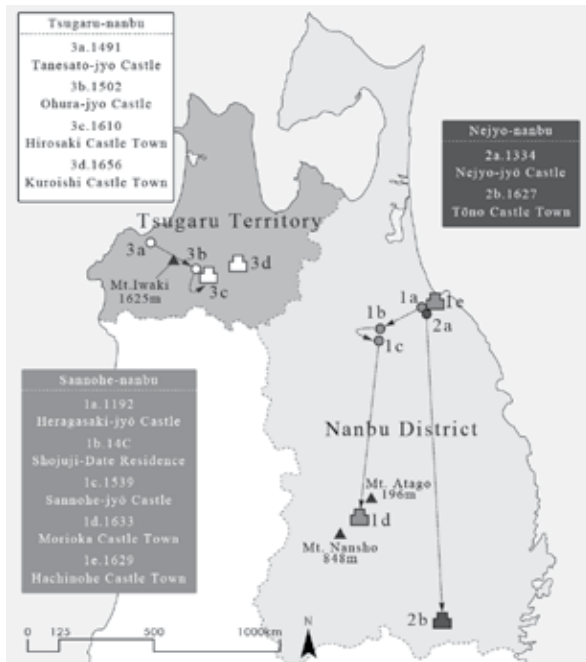 Tsugaru-nanbu
3a.1491
Tanesato-jyo Castle
3b.1502
Ohura-jyo Castle
3c.1610
Hirosaki Castle Town
3d.1656
Kuroishi Castle Town
Nejyo-nanbu
2a.1334
Nejyo-jyō Castle
2b.1627
Tōno Castle Town
Tsugaru Territory
3a
3b
3d
3c
Mt.Iwaki
1625m
1a
1e
1b
2a
1c
Sannohe-nanbu
1a.1192
Heragasaki-jyō Castle
1b.14C
Shojuji-Date Residence
1c.1539
Sannohe-jyō Castle
1d.1633
Morioka Castle Town
1e.1629
Hachinohe Castle Town
Nanbu District
Mt. Atago
196m
1d
Mt. Nansho
848m
2b
0 125 500 1000km
N